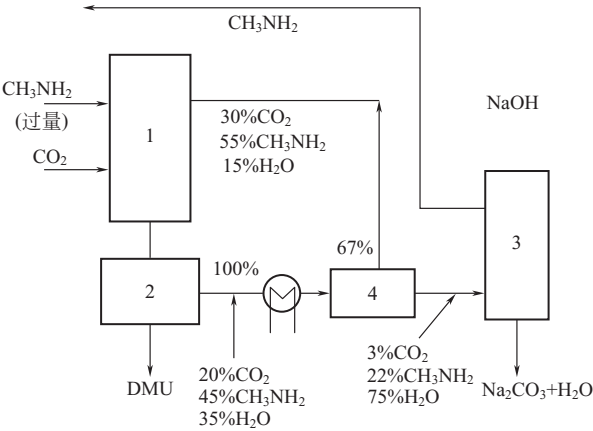 CH₃NH₂
CH₃NH₂
(过量)
CO₂
1
30%CO₂
55%CH₃NH₂
15%H₂O
NaOH
3
67%
100%
2
4
DMU
20%CO₂
45%CH₃NH₂
35%H₂O
3%CO₂
22%CH₃NH₂
75%H₂O
Na₂CO₃+H₂O